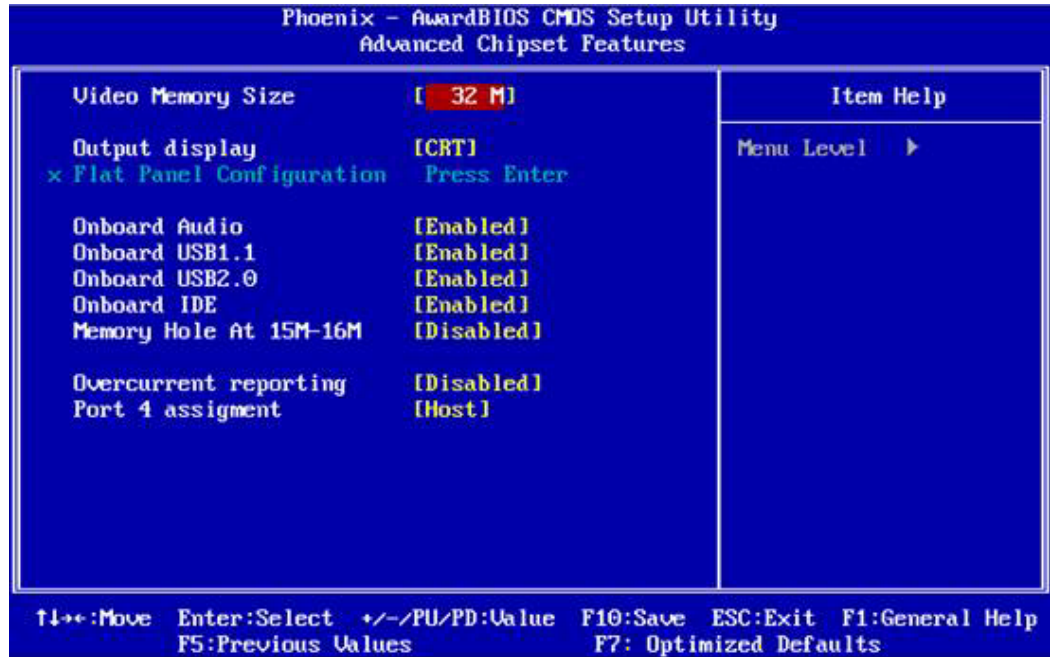 Phoenix - AwardBIOS CMOS Setup Utility
Advanced Chipset Features
Video Memory Size [ 32 M]
Output display [CRT]
x Flat Panel Configuration Press Enter
Onboard Audio [Enabled]
Onboard USB1.1 [Enabled]
Onboard USB2.0 [Enabled]
Onboard IDE [Enabled]
Memory Hole At 15M-16M [Disabled]
Overcurrent reporting [Disabled]
Port 4 assigment [Host]
Item Help
Menu Level ▶
↑↓→←:Move Enter:Select +/-/PU/PD:Value F10:Save ESC:Exit F1:General Help
F5:Previous Values F7: Optimized Defaults